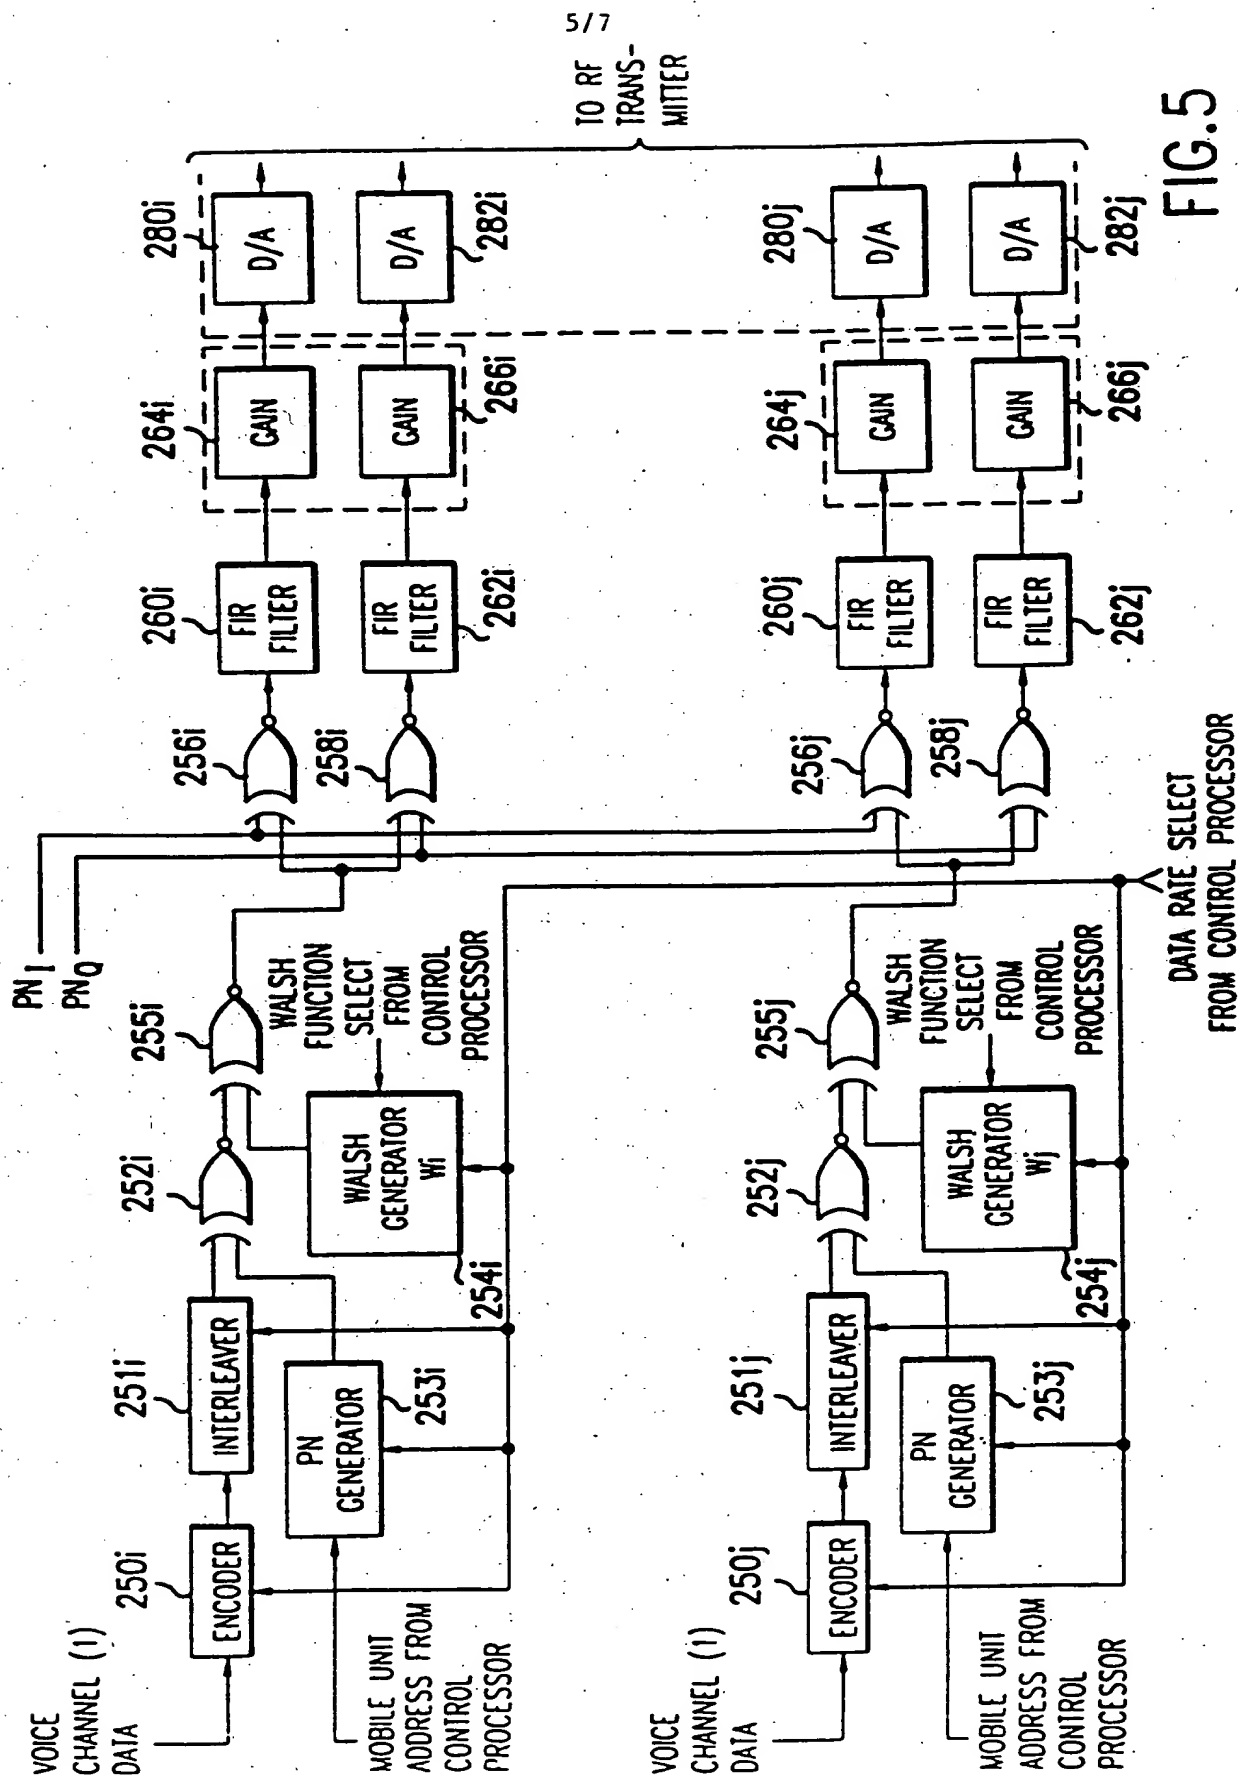 5/7
VOICE
CHANNEL (1)
DATA
250i
ENCODER
251i
INTERLEAVER
252i
MOBILE UNIT
ADDRESS FROM
CONTROL
PROCESSOR
PN
GENERATOR
253i
WALSH
GENERATOR
Wi
254i
WALSH
FUNCTION
SELECT
FROM
CONTROL
PROCESSOR
255i
PNI
PNQ
256i
258i
260i
FIR
FILTER
FIR
FILTER
262i
264i
GAIN
GAIN
266i
280i
D/A
D/A
282i
TO RF
TRANS-
MITTER
VOICE
CHANNEL (1)
DATA
250j
ENCODER
251j
INTERLEAVER
252j
MOBILE UNIT
ADDRESS FROM
CONTROL
PROCESSOR
PN
GENERATOR
253j
WALSH
GENERATOR
Wj
254j
WALSH
FUNCTION
SELECT
FROM
CONTROL
PROCESSOR
255j
256j
258j
260j
FIR
FILTER
FIR
FILTER
262j
264j
GAIN
GAIN
266j
280j
D/A
D/A
282j
DATA RATE SELECT
FROM CONTROL PROCESSOR
FIG.5